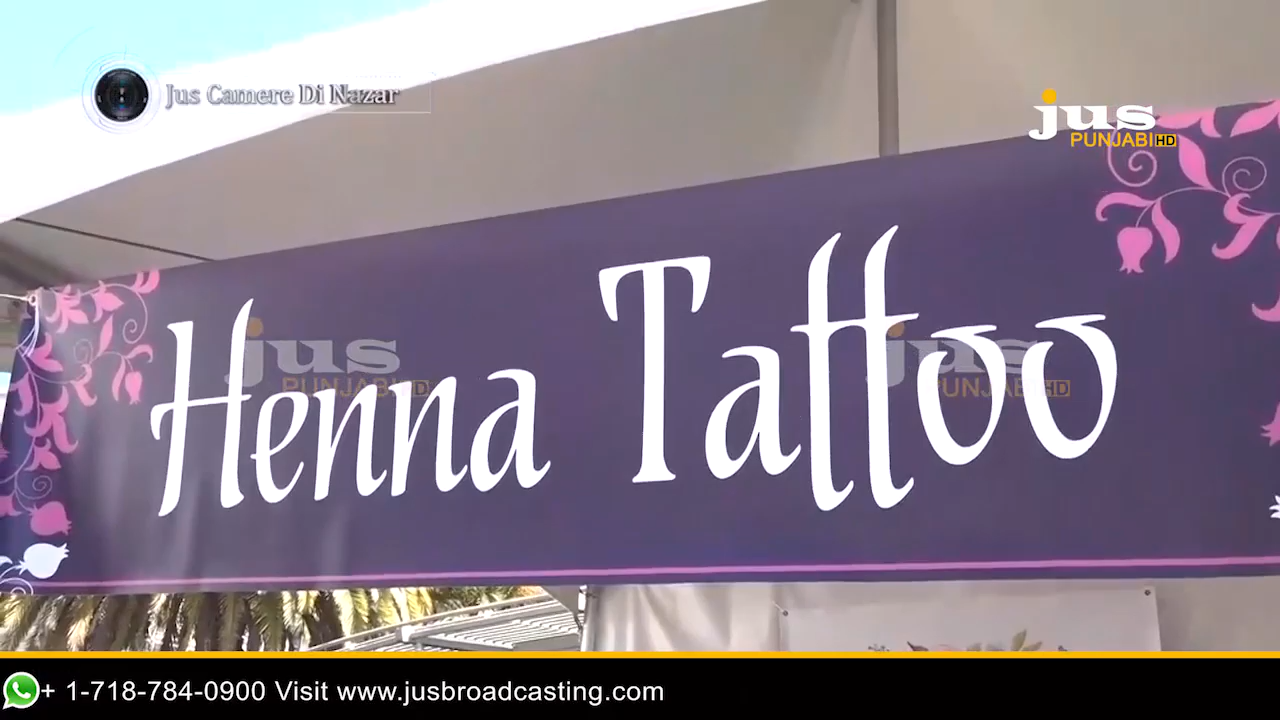 Jus Camere Di Nazar
jus
PUNJABI HD
Henna Tattoo
jus
PUNJABI HD
jus
PUNJABI HD
+ 1-718-784-0900 Visit www.jusbroadcasting.com